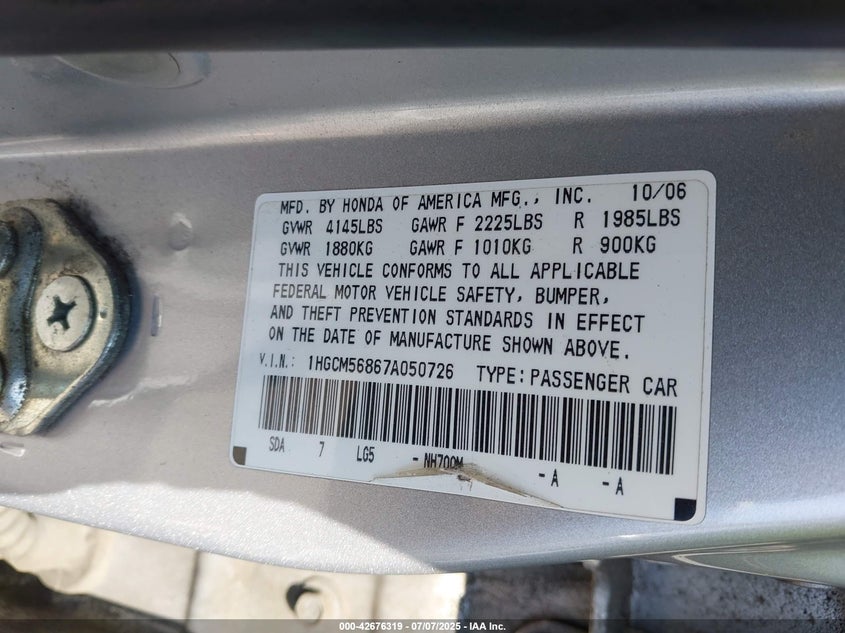 MFD. BY HONDA OF AMERICA MFG., INC. 10/06
GVWR 4145LBS GAWR F 2225LBS R 1985LBS
GVWR 1880KG GAWR F 1010KG R 900KG
THIS VEHICLE CONFORMS TO ALL APPLICABLE
FEDERAL MOTOR VEHICLE SAFETY, BUMPER,
AND THEFT PREVENTION STANDARDS IN EFFECT
ON THE DATE OF MANUFACTURE SHOWN ABOVE.
V.I.N.: 1HGCM56867A050726 TYPE: PASSENGER CAR
SDA 7 LG5 - NH700M - A - A
000-42676319 - 07/07/2025 - IAA Inc.